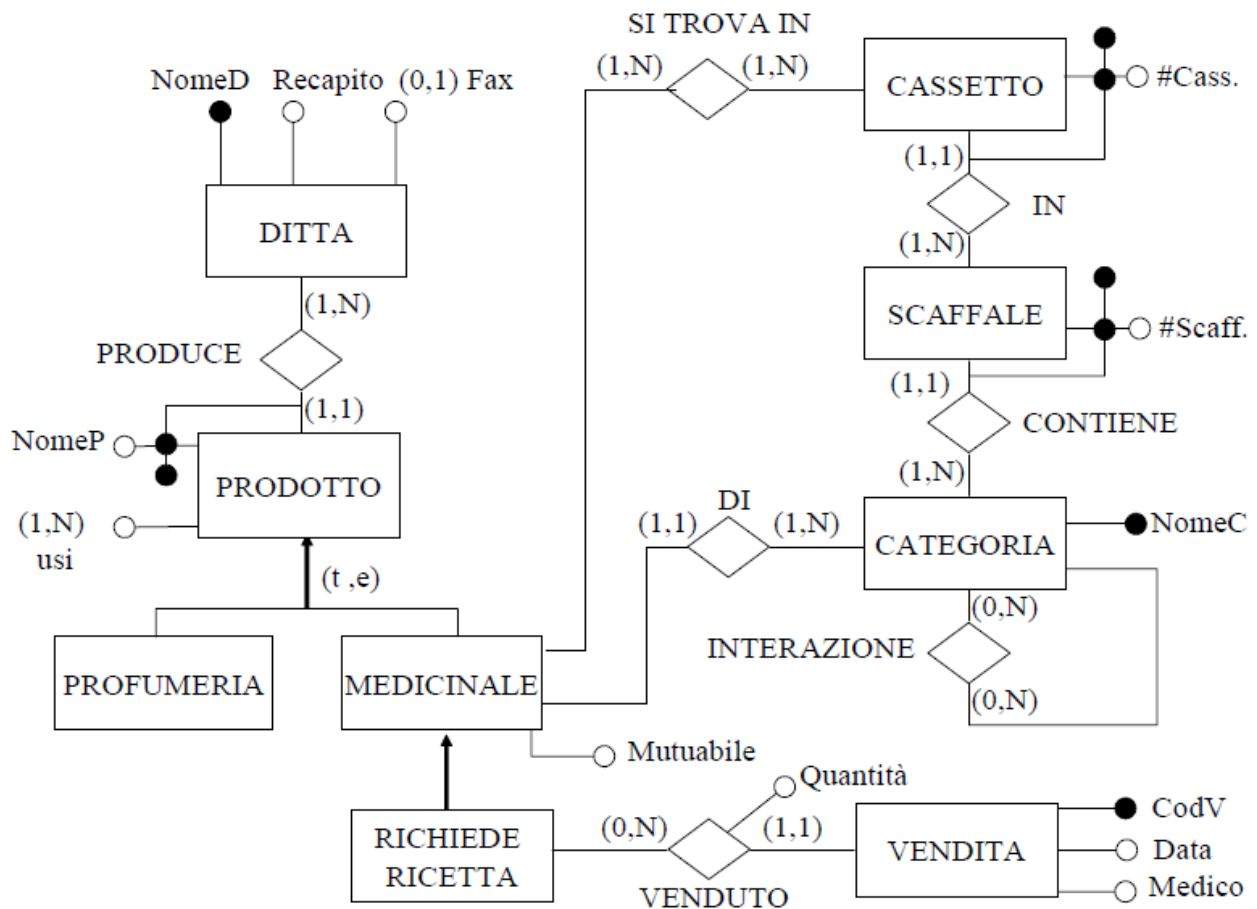 SI TROVA IN
(1,N) (1,N)
CASSETTO
#Cass.
NomeD Recapito (0,1) Fax
(1,1)
IN
(1,N)
DITTA
(1,N)
SCAFFALE
#Scaff.
PRODUCE
(1,1)
CONTIENE
(1,1)
NomeP
(1,N)
PRODOTTO
DI
(1,1) (1,N)
CATEGORIA
NomeC
(1,N)
usi
(t ,e)
(0,N)
INTERAZIONE
(0,N)
PROFUMERIA
MEDICINALE
Mutuabile
Quantità
RICHIEDE
RICETTA
(0,N) (1,1)
VENDUTO
VENDITA
CodV
Data
Medico